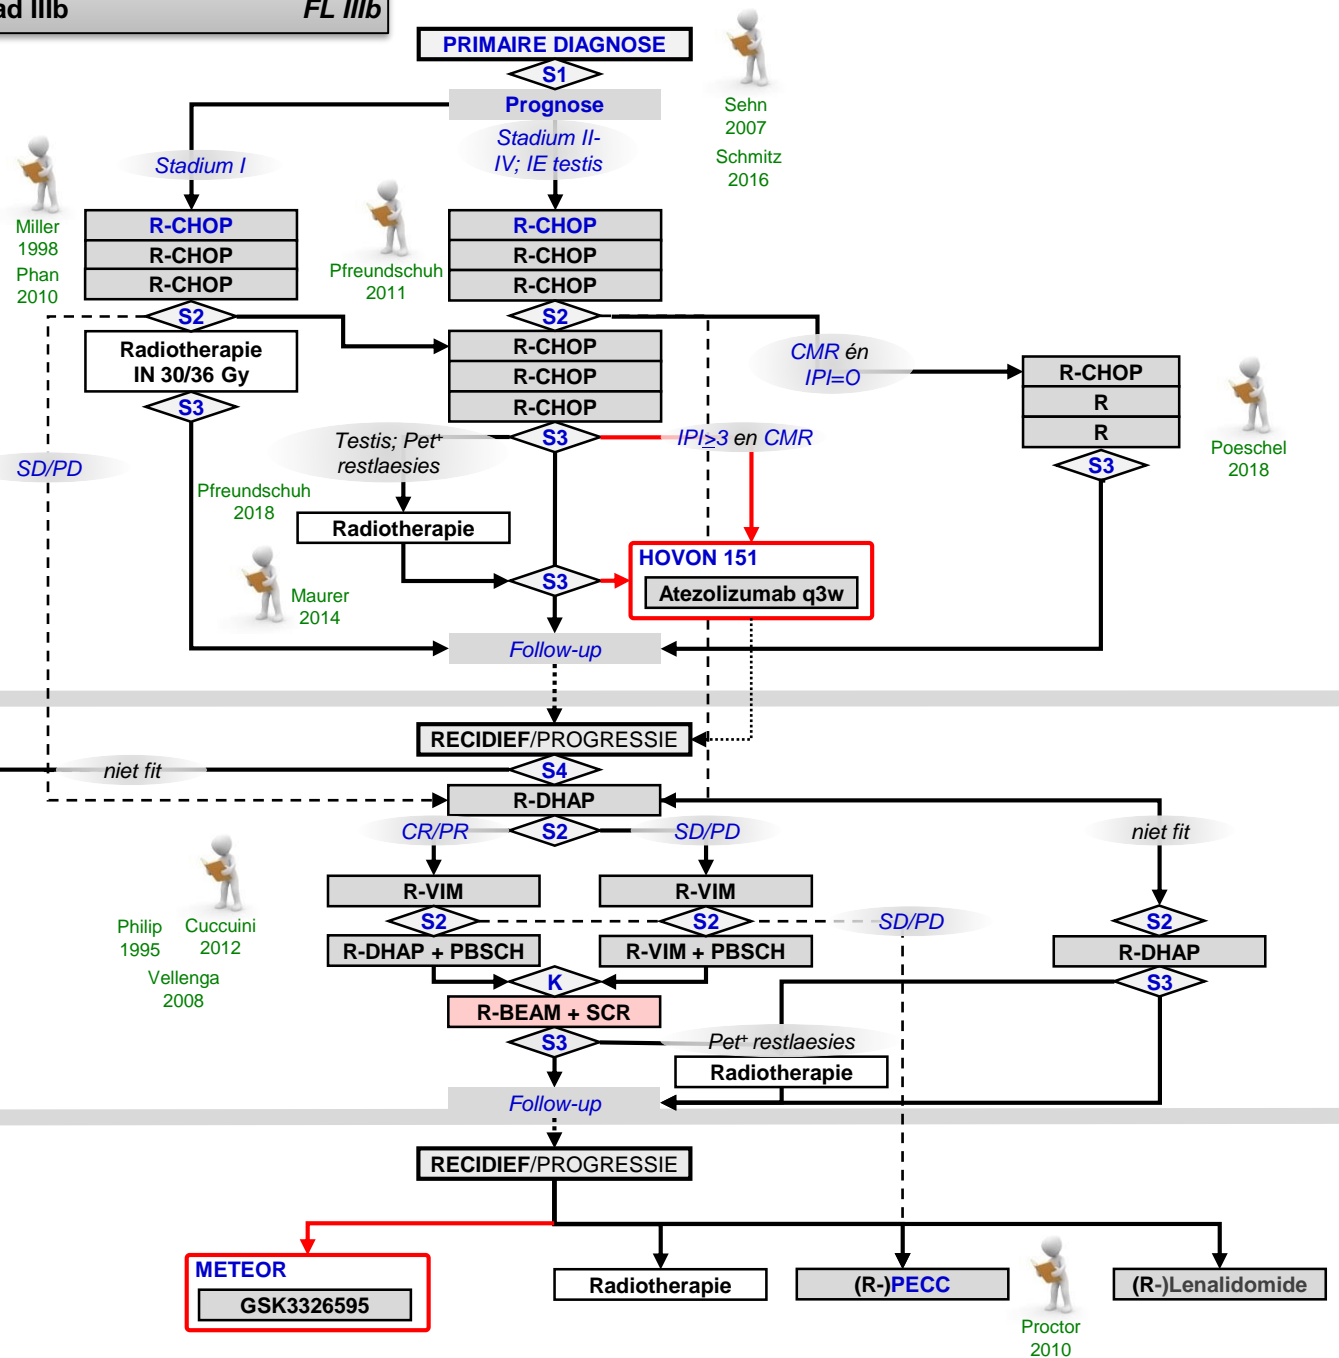 ad IIIb FL IIIb
PRIMAIRE DIAGNOSE
S1
Prognose
Sehn
2007
Schmitz
2016
Stadium I
Stadium II-
IV; IE testis
Miller
1998
Phan
2010
R-CHOP
R-CHOP
R-CHOP
Pfreundschuh
2011
R-CHOP
R-CHOP
R-CHOP
S2
S2
Radiotherapie
IN 30/36 Gy
S3
R-CHOP
R-CHOP
R-CHOP
CMR én
IPI=O
R-CHOP
R
R
S3
Poeschel
2018
S3
Testis; Pet+
restlaesies
IPI≥3 en CMR
SD/PD
Pfreundschuh
2018
Radiotherapie
HOVON 151
Atezolizumab q3w
Maurer
2014
S3
Follow-up
RECIDIEF/PROGRESSIE
niet fit
S4
R-DHAP
CR/PR
S2
SD/PD
niet fit
R-VIM
R-VIM
Philip
1995
Cuccuini
2012
Vellenga
2008
S2
S2
SD/PD
S2
R-DHAP + PBSCH
R-VIM + PBSCH
R-DHAP
K
S3
R-BEAM + SCR
S3
Pet+ restlaesies
Radiotherapie
Follow-up
RECIDIEF/PROGRESSIE
METEOR
GSK3326595
Radiotherapie
(R-)PECC
(R-)Lenalidomide
Proctor
2010